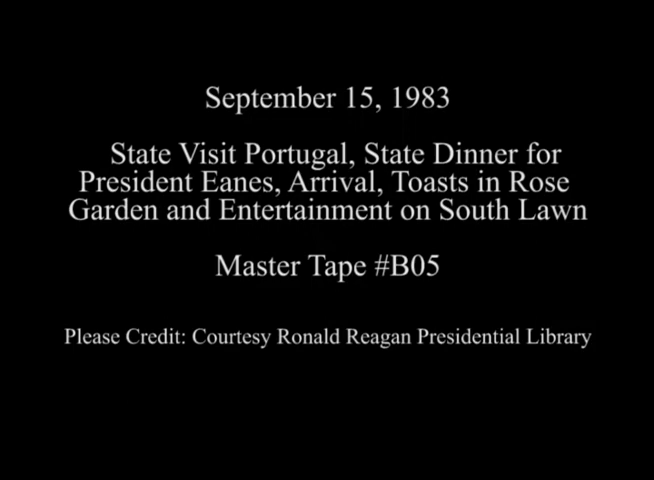 September 15, 1983
State Visit Portugal, State Dinner for
President Eanes, Arrival, Toasts in Rose
Garden and Entertainment on South Lawn
Master Tape #B05
Please Credit: Courtesy Ronald Reagan Presidential Library